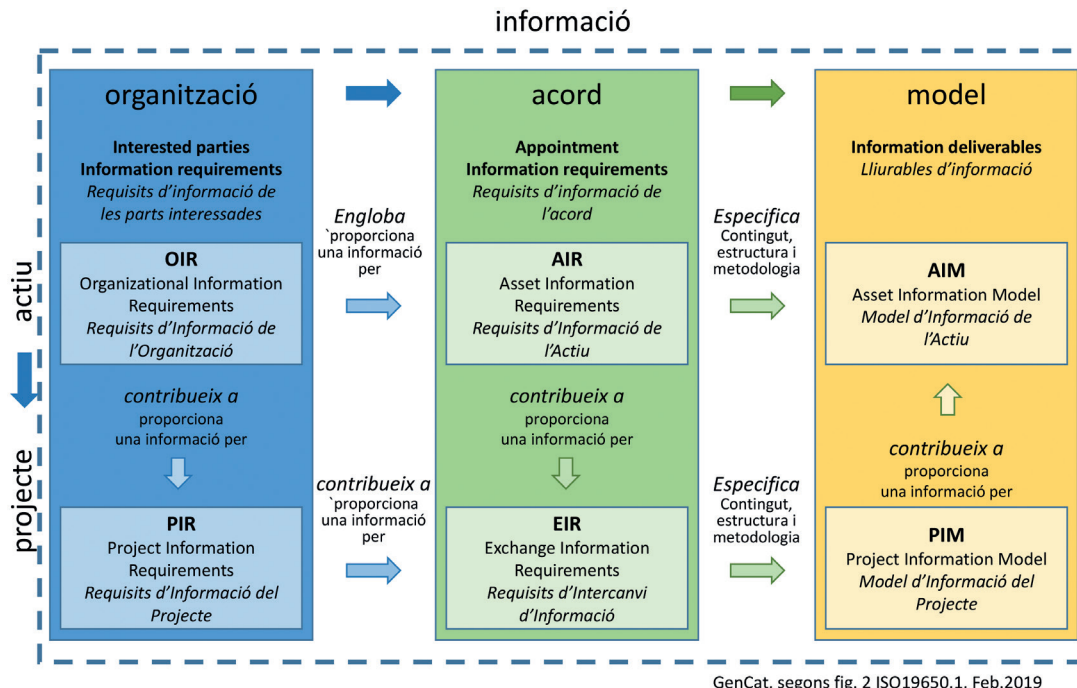 informació
organització
Interested parties
Information requirements
Requisits d’informació de
les parts interessades
OIR
Organizational Information
Requirements
Requisits d’Informació de
l’Organització
contribueix a
proporciona
una informació per
PIR
Project Information
Requirements
Requisits d’Informació del
Projecte
Engloba
`proporciona
una informació
per
contribueix a
`proporciona
una informació
per
acord
Appointment
Information requirements
Requisits d’informació de
l’acord
AIR
Asset Information
Requirements
Requisits d’Informació de
l’Actiu
contribueix a
proporciona
una informació per
EIR
Exchange Information
Requirements
Requisits d’Intercanvi
d’Informació
Especifica
Contingut,
estructura i
metodologia
Especifica
Contingut,
estructura i
metodologia
model
Information deliverables
Lliurables d’informació
AIM
Asset Information Model
Model d’Informació de
l’Actiu
contribueix a
proporciona
una informació per
PIM
Project Information Model
Model d’Informació del
Projecte
actiu
projecte
GenCat, segons fig. 2 ISO19650.1. Feb.2019